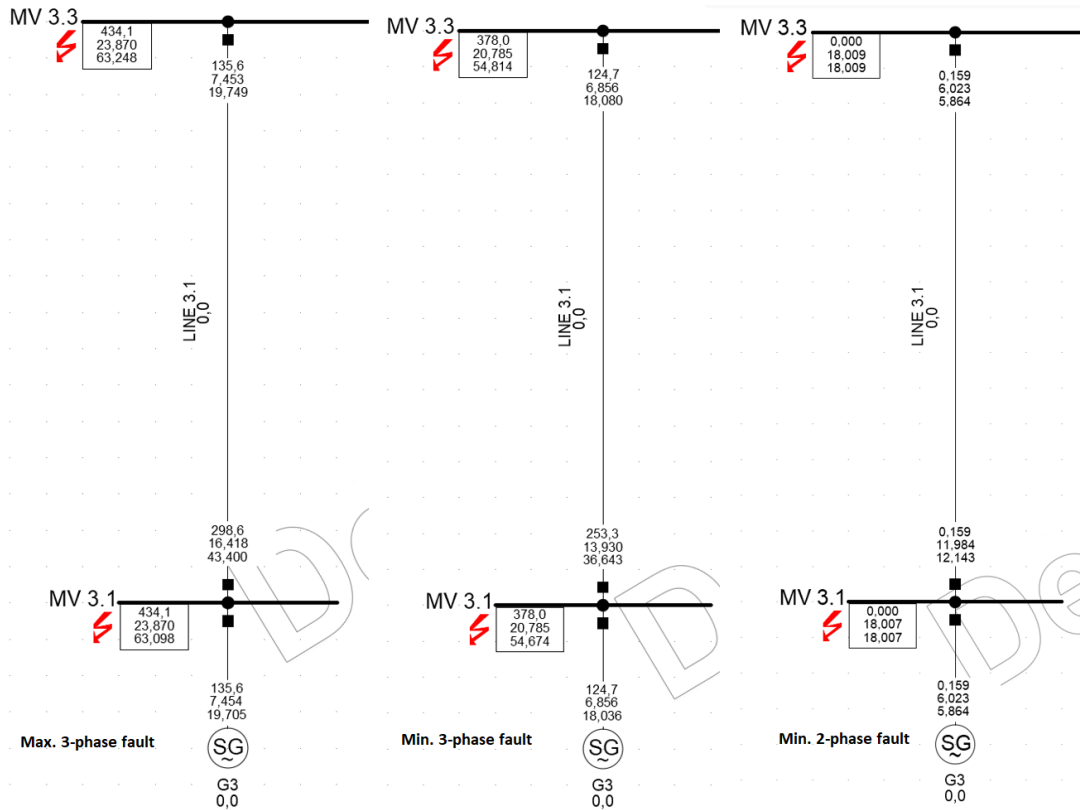 MV 3.3
434,1
23,870
63,248
135,6
7,453
19,749
LINE 3.1
0,0
298,6
16,418
43,400
MV 3.1
434,1
23,870
63,098
135,6
7,454
19,705
Max. 3-phase fault
SG
~
G3
0,0
MV 3.3
378,0
20,785
54,814
124,7
6,856
18,080
LINE 3.1
0,0
253,3
13,930
36,643
MV 3.1
378,0
20,785
54,674
124,7
6,856
18,036
Min. 3-phase fault
SG
~
G3
0,0
MV 3.3
0,000
18,009
18,009
0,159
6,023
5,864
LINE 3.1
0,0
0,159
11,984
12,143
MV 3.1
0,000
18,007
18,007
0,159
6,023
5,864
Min. 2-phase fault
SG
~
G3
0,0
D
D
De